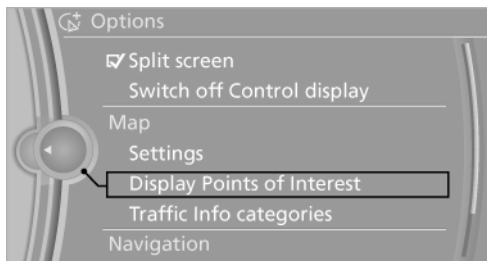 Options
Split screen
Switch off Control display
Map
Settings
Display Points of Interest
Traffic Info categories
Navigation